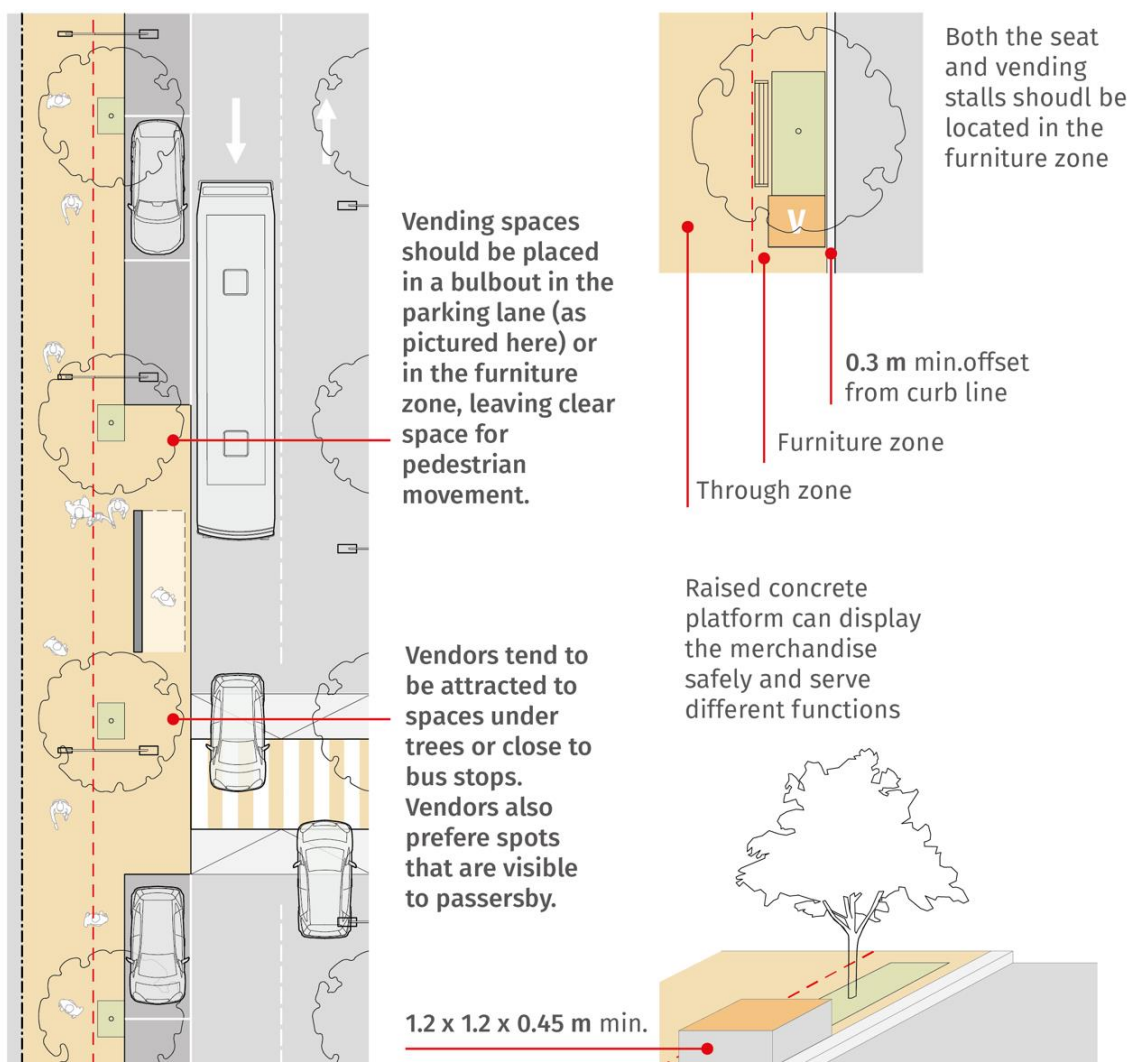 Vending spaces
should be placed
in a bulbout in the
parking lane (as
pictured here) or
in the furniture
zone, leaving clear
space for
pedestrian
movement.
Vendors tend to
be attracted to
spaces under
trees or close to
bus stops.
Vendors also
prefere spots
that are visible
to passersby.
Both the seat
and vending
stalls shoudl be
located in the
furniture zone
V
0.3 m min.offset
from curb line
Furniture zone
Through zone
Raised concrete
platform can display
the merchandise
safely and serve
different functions
1.2 x 1.2 x 0.45 m min.